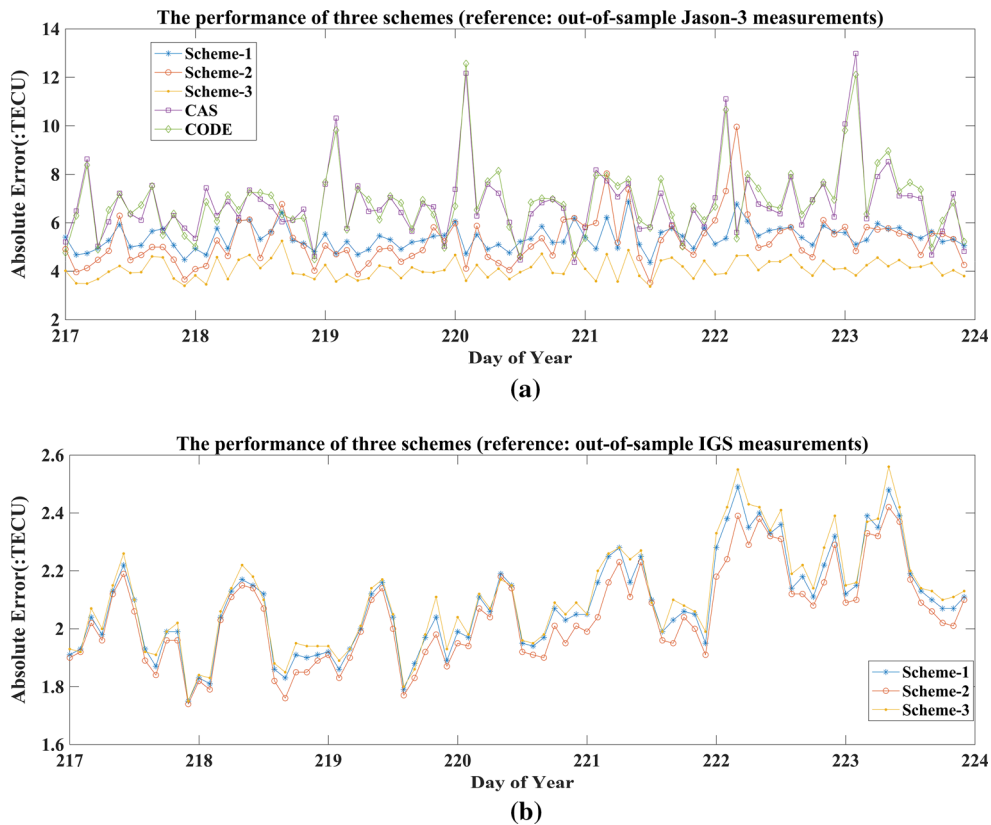 The performance of three schemes (reference: out-of-sample Jason-3 measurements)
Absolute Error(:TECU)
14
12
10
8
6
4
2
Scheme-1
Scheme-2
Scheme-3
CAS
CODE
217 218 219 220 221 222 223 224
Day of Year
(a)
The performance of three schemes (reference: out-of-sample IGS measurements)
Absolute Error(:TECU)
2.6
2.4
2.2
2
1.8
1.6
Scheme-1
Scheme-2
Scheme-3
217 218 219 220 221 222 223 224
Day of Year
(b)